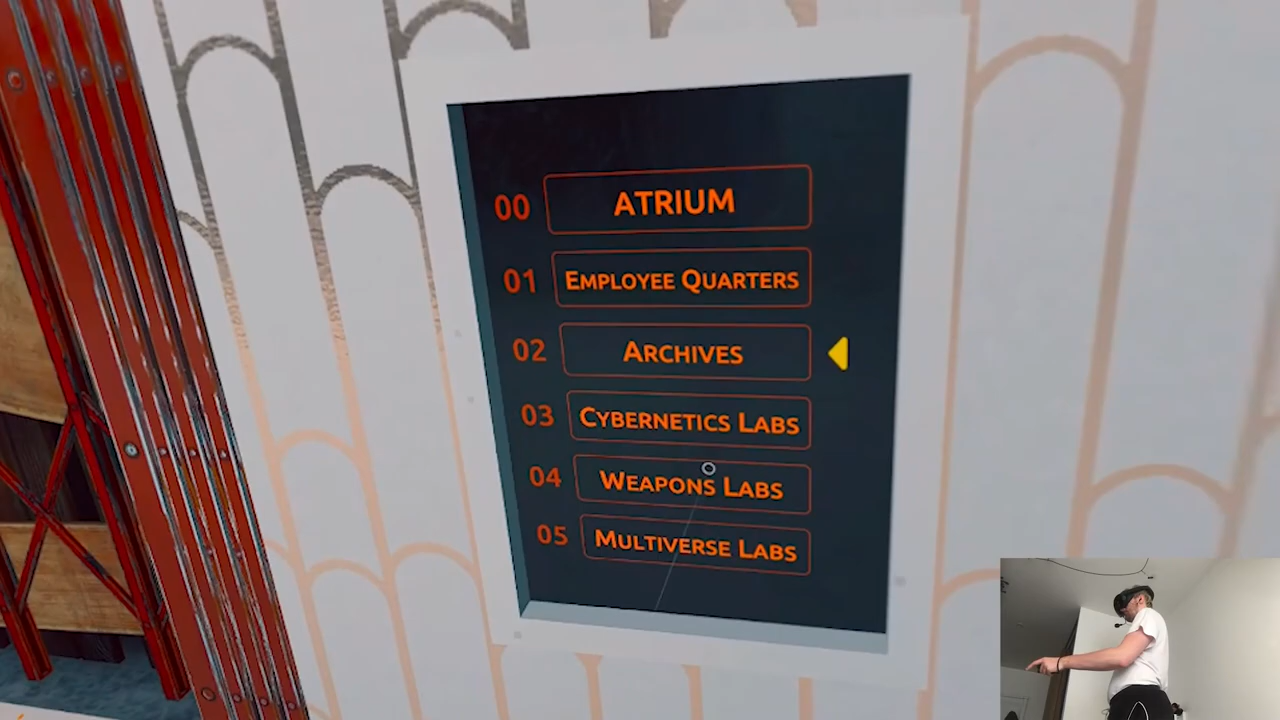 00 ATRIUM
01 EMPLOYEE QUARTERS
02 ARCHIVES
03 CYBERNETICS LABS
04 WEAPONS LABS
05 MULTIVERSE LABS